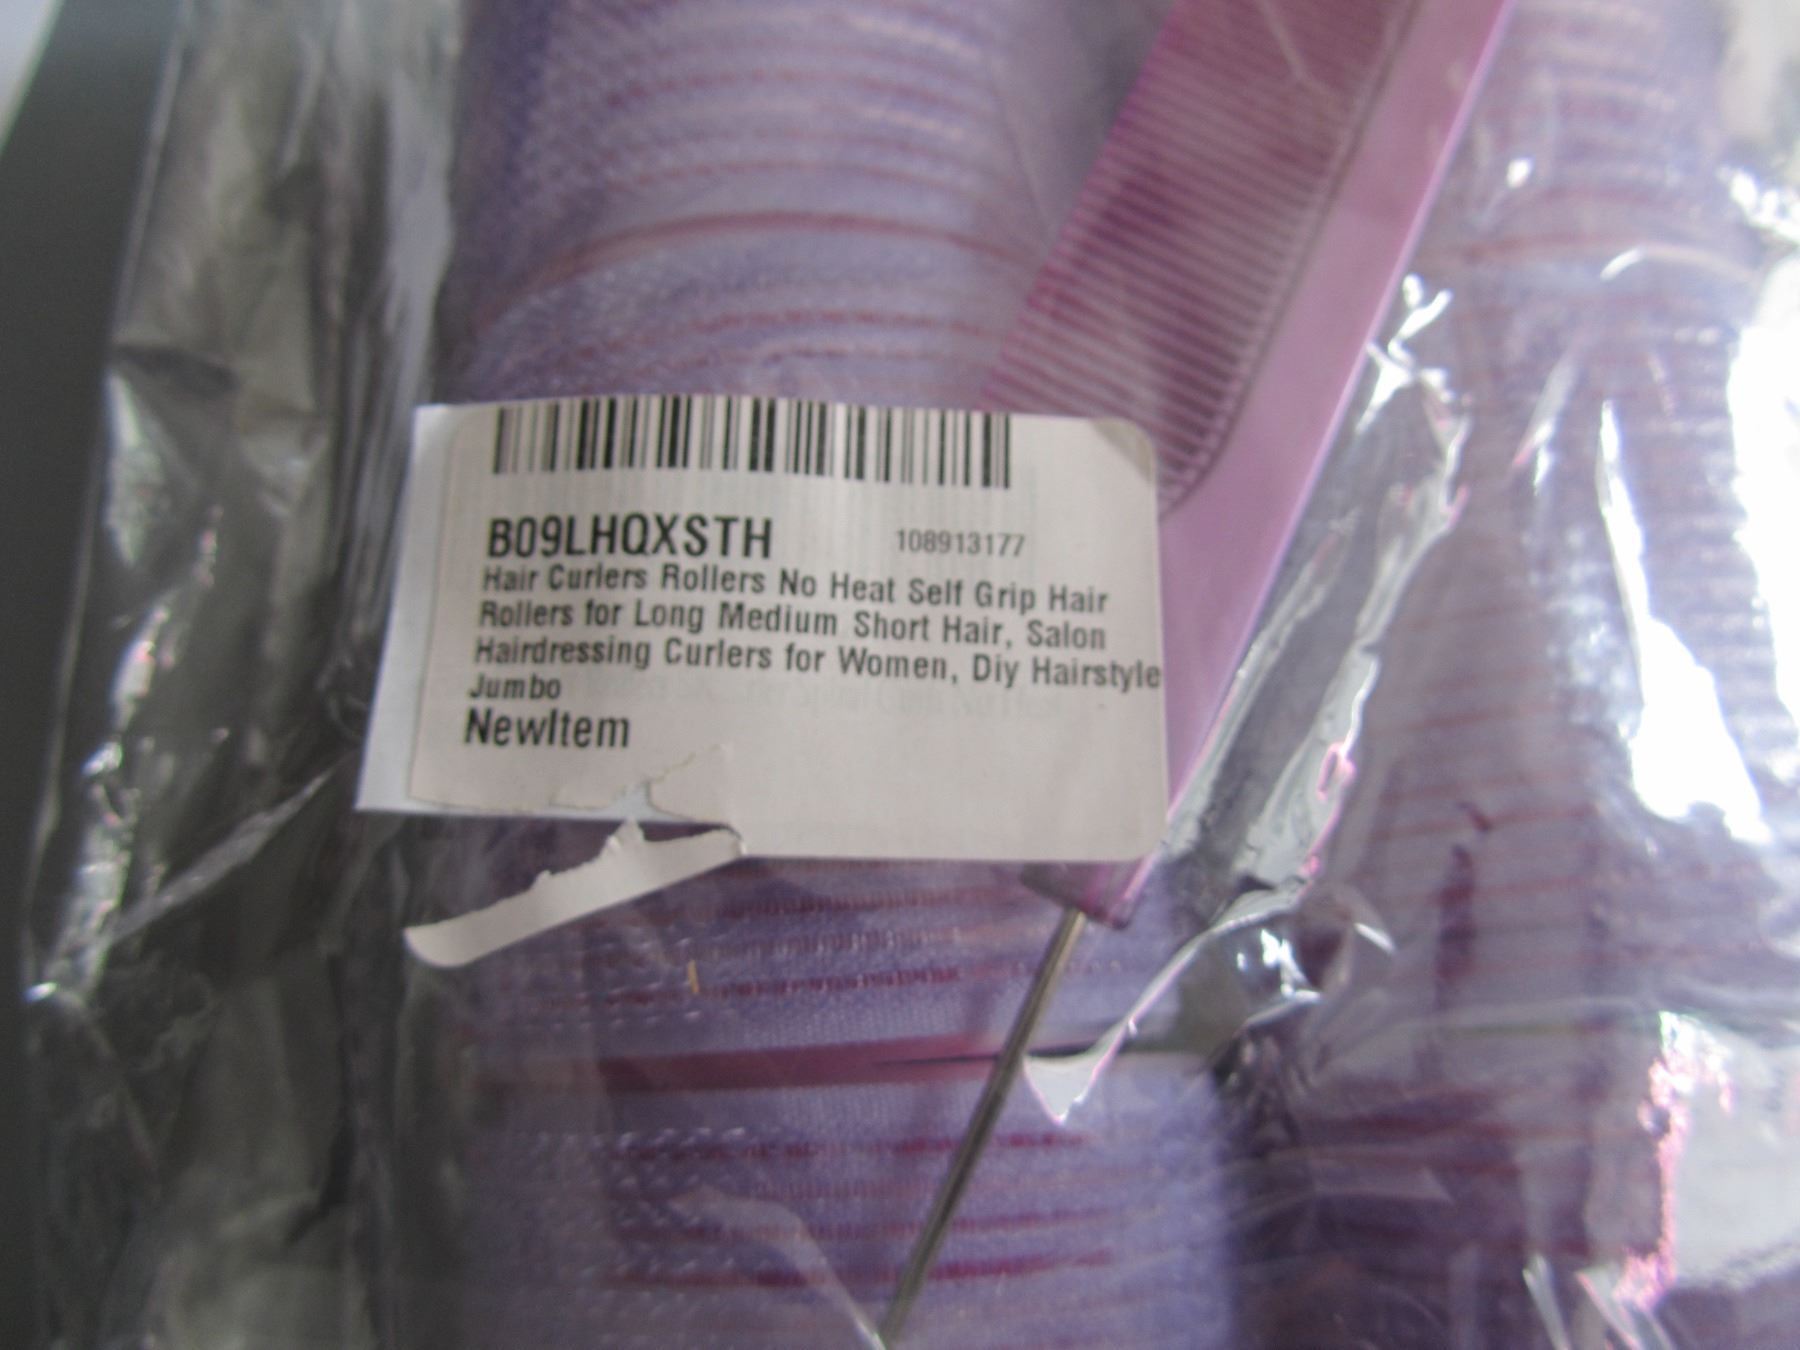 B09LHQXSTH 108913177
Hair Curlers Rollers No Heat Self Grip Hair
Rollers for Long Medium Short Hair, Salon
Hairdressing Curlers for Women, Diy Hairstyle
Jumbo
NewItem